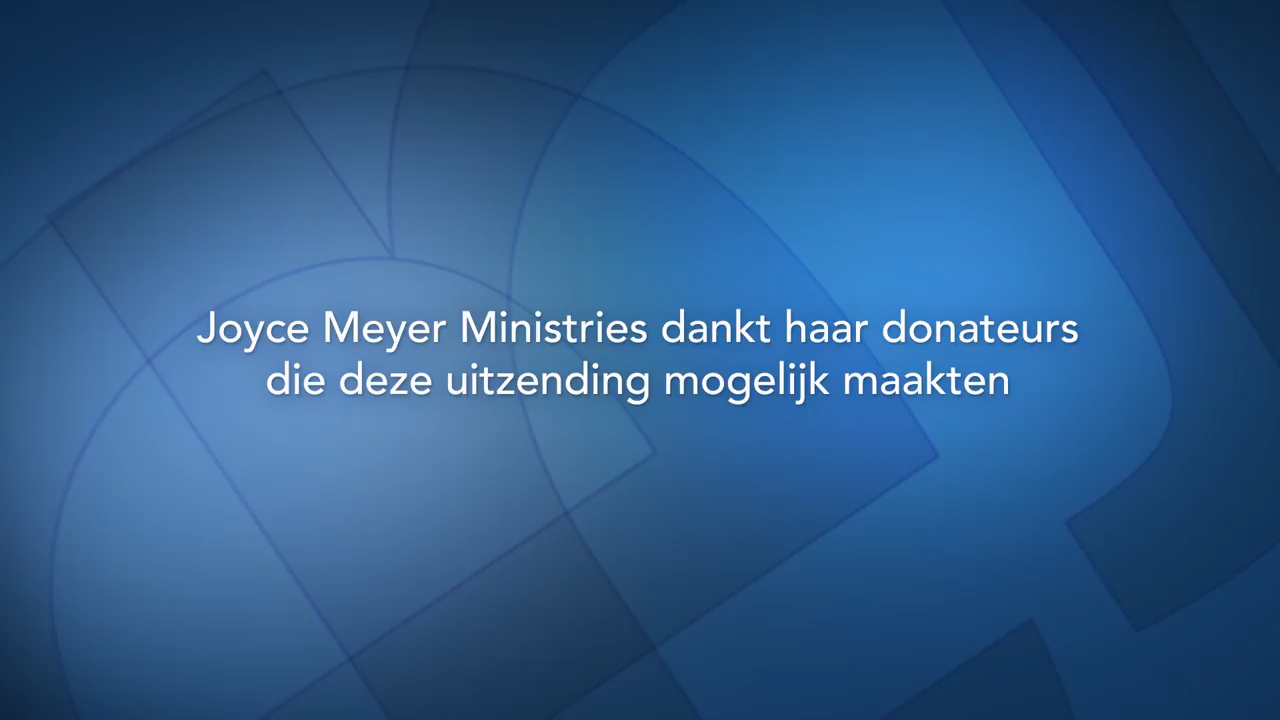 Joyce Meyer Ministries dankt haar donateurs
die deze uitzending mogelijk maakten